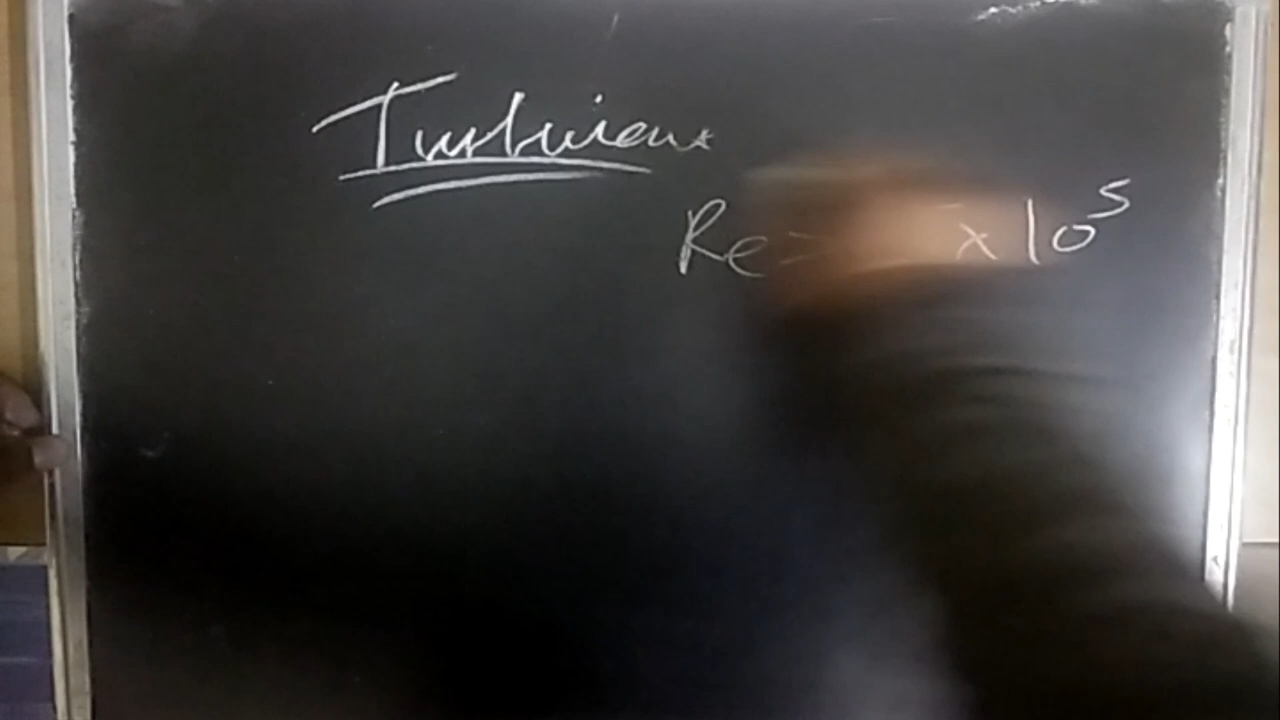 Turbulent
Re = × 10⁵